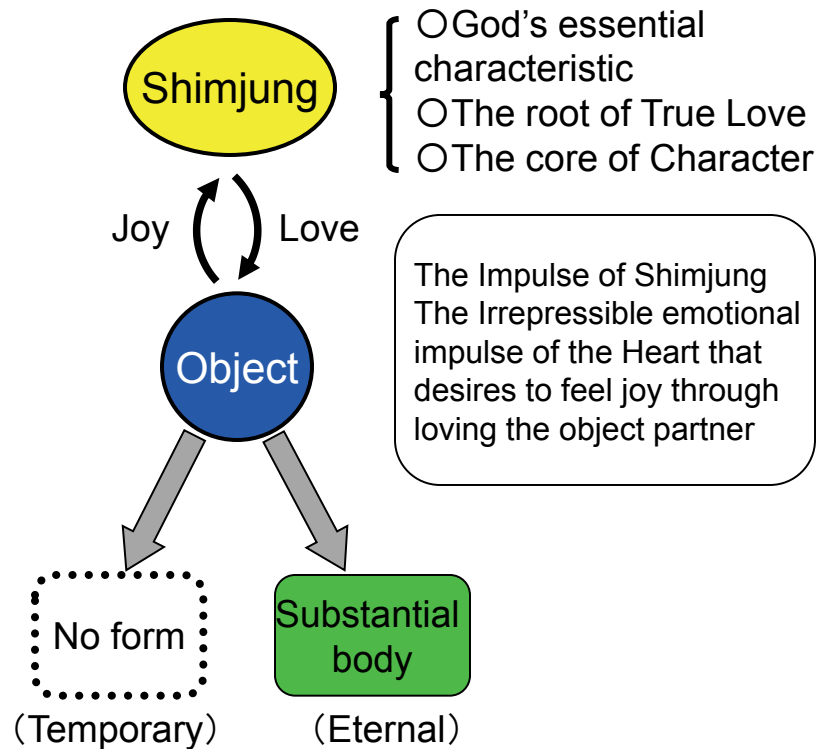 Shimjung
○God’s essential
characteristic
○The root of True Love
○The core of Character
Joy
Love
The Impulse of Shimjung
The Irrepressible emotional
impulse of the Heart that
desires to feel joy through
loving the object partner
Object
No form
Substantial
body
（Temporary）
（Eternal）